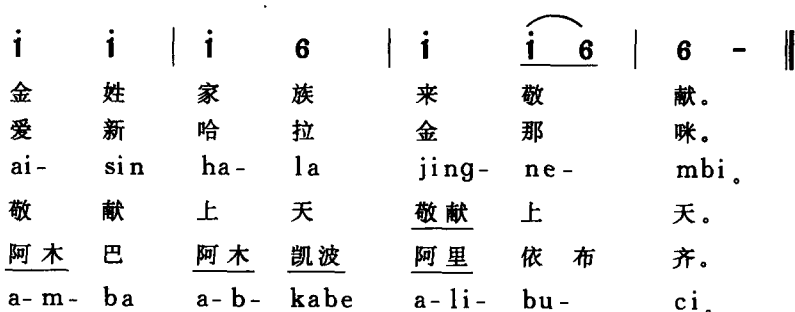 i i | i 6 | i i 6 | 6 - ‖
金 姓 家 族 来 敬 献。
爱 新 哈 拉 金 那 咪。
ai- sin ha- la jing- ne- mbi。
敬 献 上 天 敬献 上 天。
阿木 巴 阿木 凯波 阿里 依 布 齐。
a-m- ba a-b- kabe a-li- bu- ci。